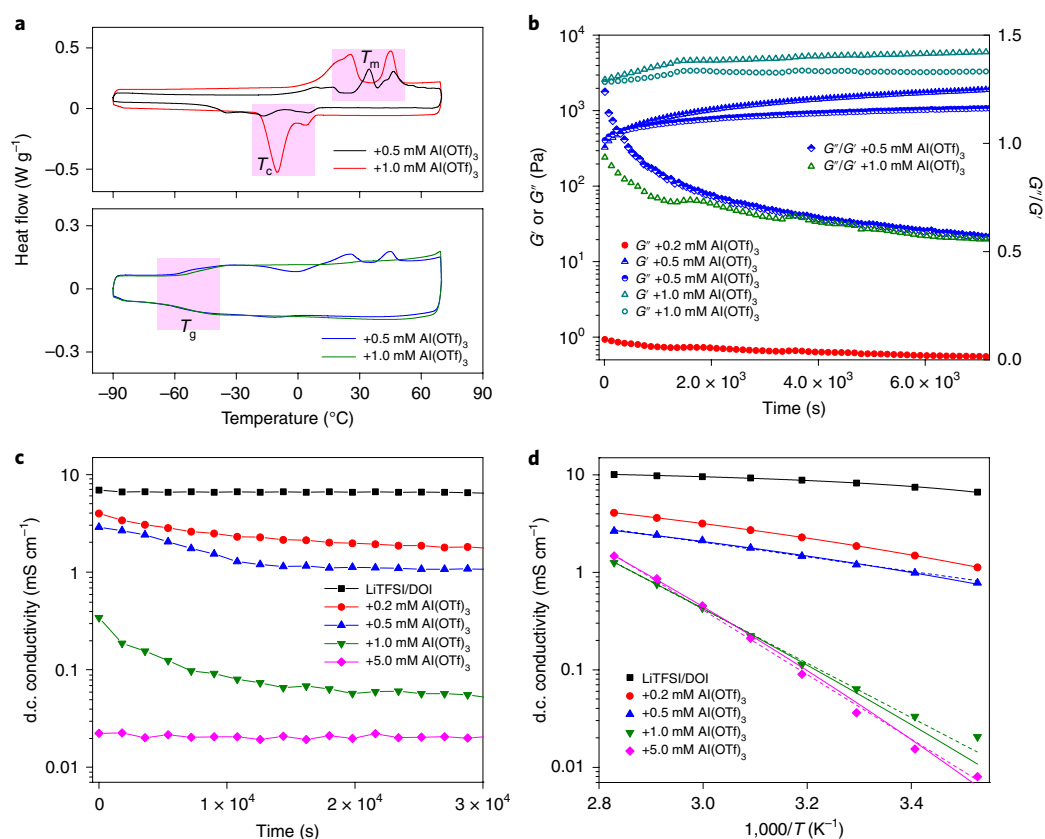 a
0.5
0
−0.5
Tm
Tc
+0.5 mM Al(OTf)3
+1.0 mM Al(OTf)3
Heat flow (W g−1)
0.3
0
−0.3
Tg
+0.5 mM Al(OTf)3
+1.0 mM Al(OTf)3
−90 −60 −30 0 30 60 90
Temperature (°C)
b
10^4
10^3
10^2
10^1
10^0
G′ or G″ (Pa)
1.5
1.0
0.5
0.0
G″/G′
G″/G′ +0.5 mM Al(OTf)3
G″/G′ +1.0 mM Al(OTf)3
G″ +0.2 mM Al(OTf)3
G′ +0.5 mM Al(OTf)3
G″ +0.5 mM Al(OTf)3
G′ +1.0 mM Al(OTf)3
G″ +1.0 mM Al(OTf)3
0 2.0 × 10^3 4.0 × 10^3 6.0 × 10^3
Time (s)
c
10
1
0.1
0.01
d.c. conductivity (mS cm−1)
LiTFSI/DOl
+0.2 mM Al(OTf)3
+0.5 mM Al(OTf)3
+1.0 mM Al(OTf)3
+5.0 mM Al(OTf)3
0 1 × 10^4 2 × 10^4 3 × 10^4
Time (s)
d
10
1
0.1
0.01
d.c. conductivity (mS cm−1)
LiTFSI/DOl
+0.2 mM Al(OTf)3
+0.5 mM Al(OTf)3
+1.0 mM Al(OTf)3
+5.0 mM Al(OTf)3
2.8 3.0 3.2 3.4
1,000/T (K−1)